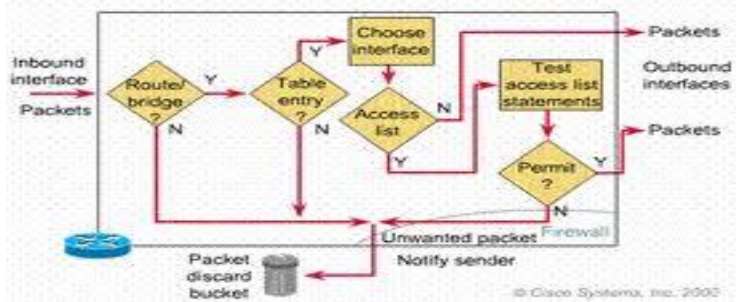 Inbound
interface
Packets
Route/
bridge
?
Y
N
Table
entry
?
Y
N
Choose
interface
Access
list
N
Y
Test
access list
statements
Permit
?
Y
N
Packets
Outbound
interfaces
Packets
Firewall
Unwanted packet
Notify sender
Packet
discard
bucket
© Cisco Systems, Inc. 2000